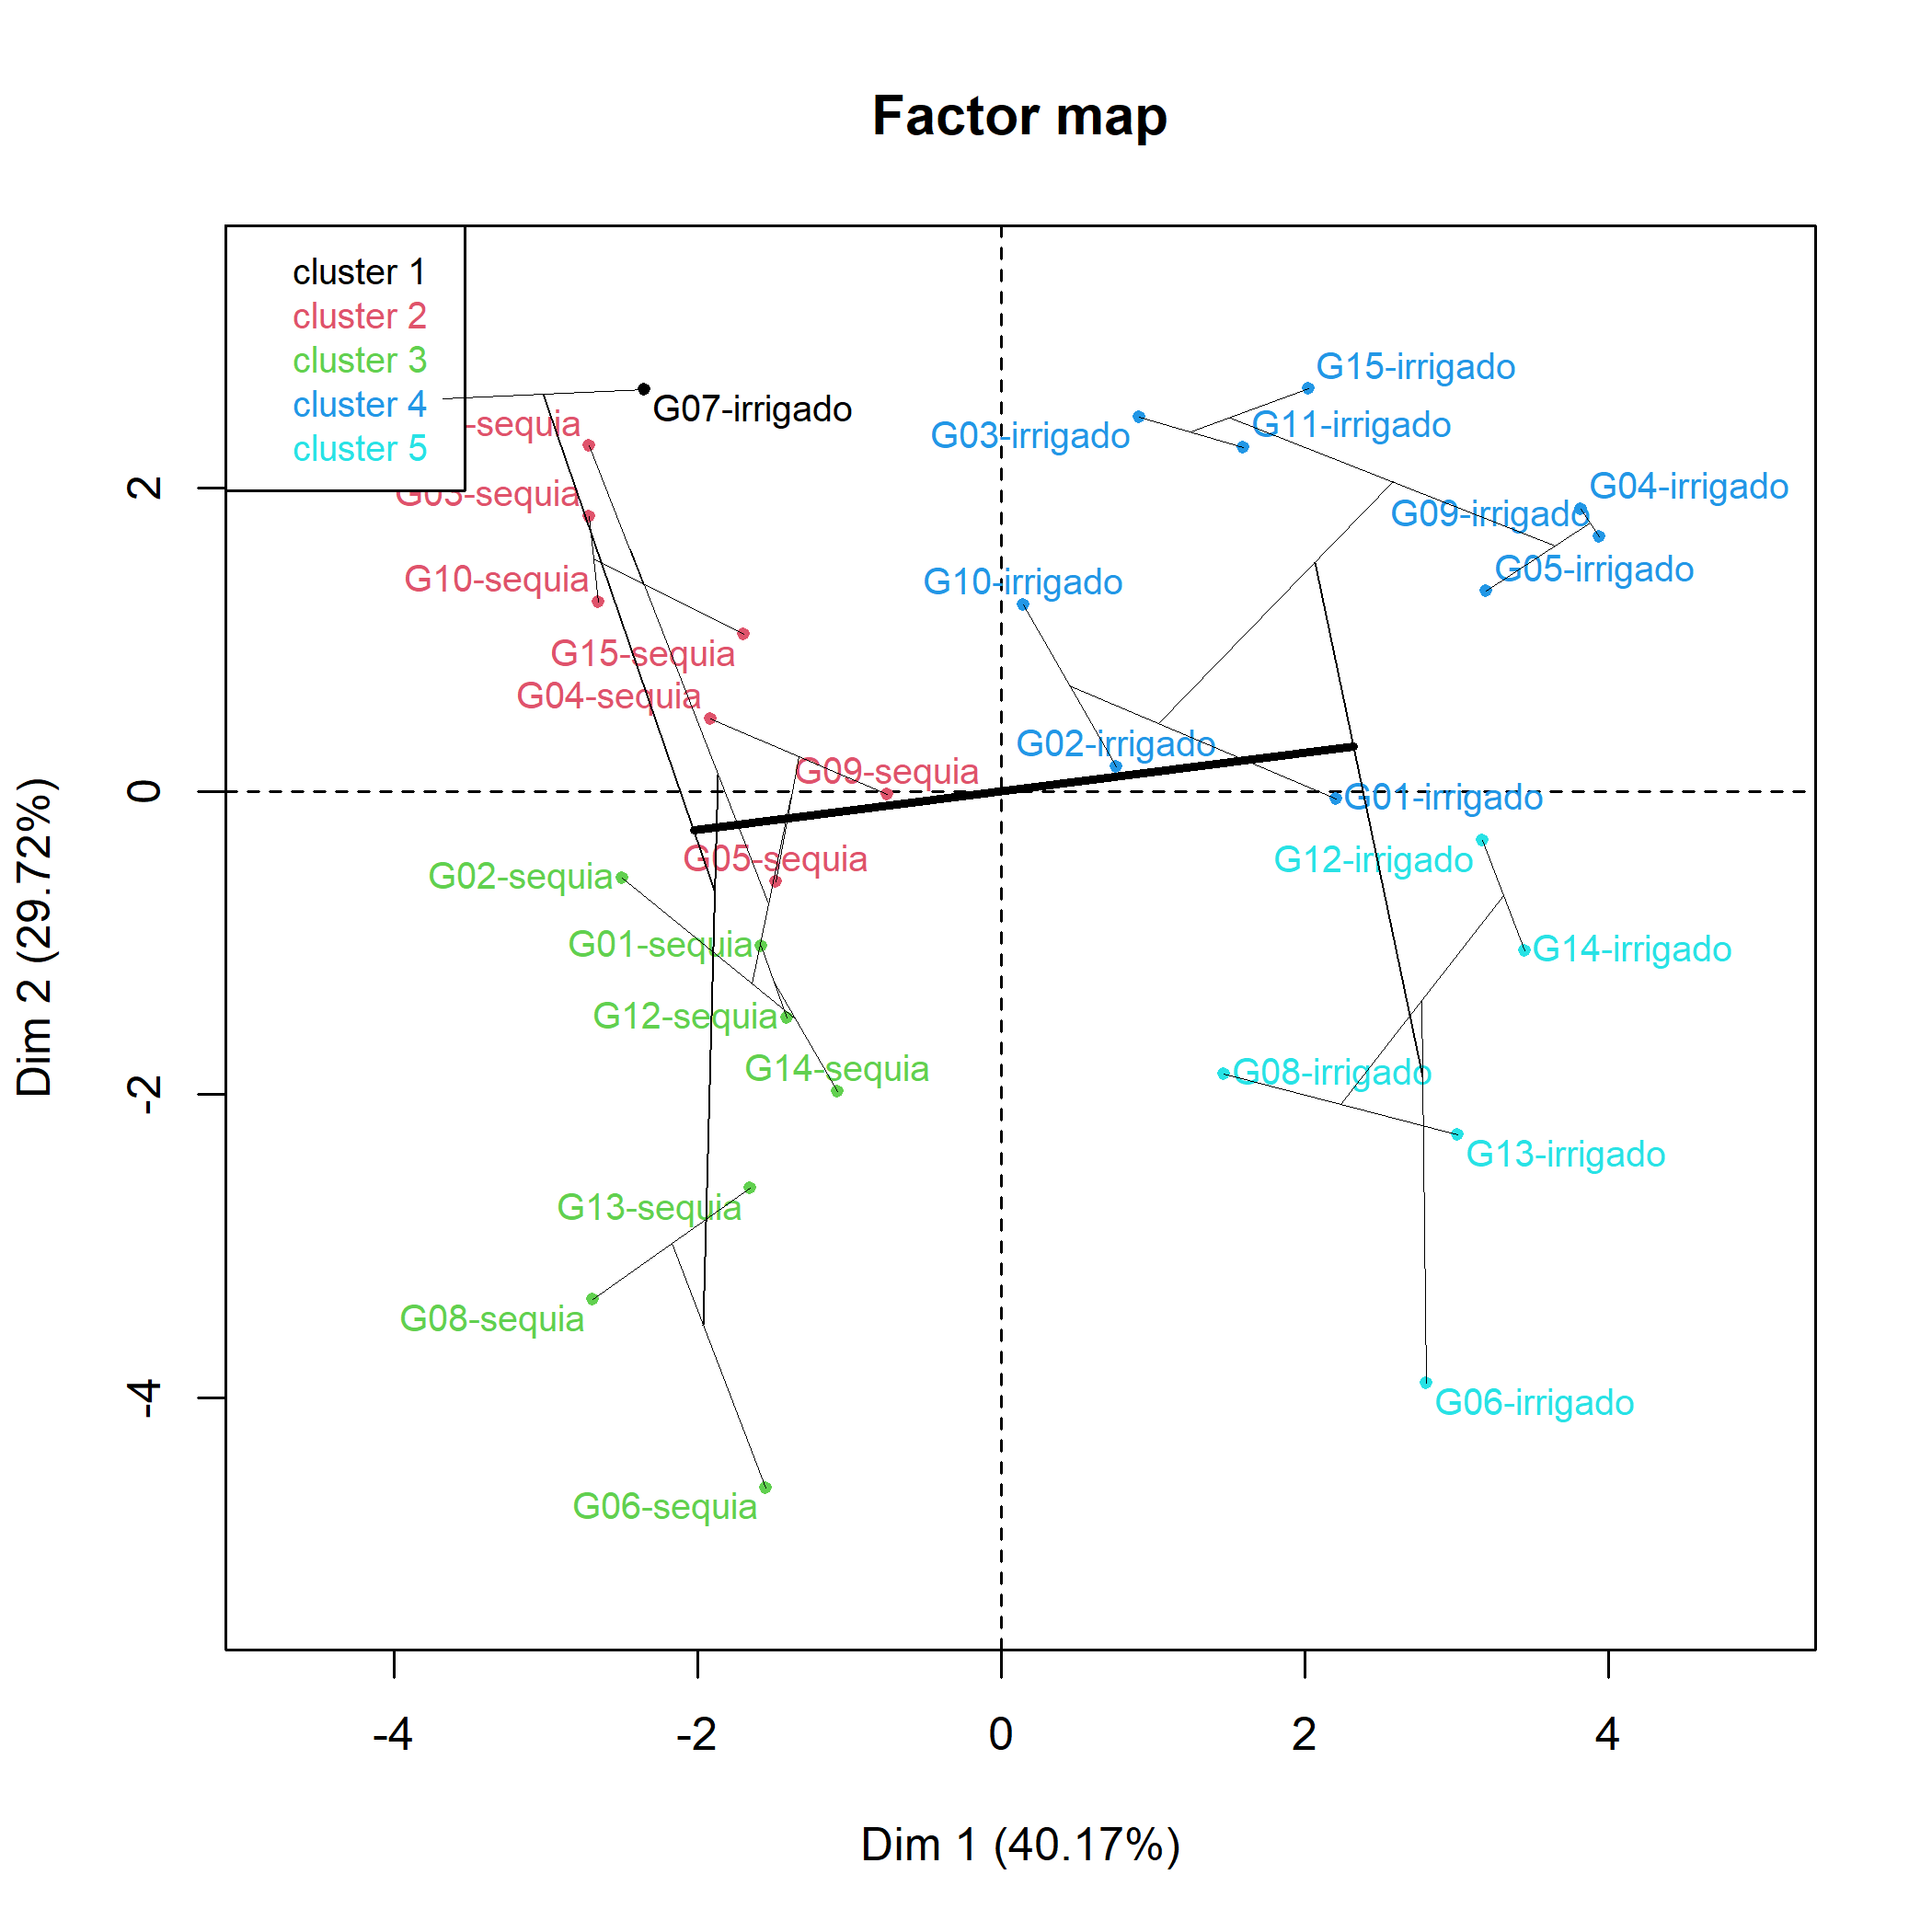 Factor map
cluster 1
cluster 2
cluster 3
cluster 4
cluster 5
G07-irrigado
-sequia
G03-sequia
G10-sequia
G15-sequia
G04-sequia
G09-sequia
G05-sequia
G02-sequia
G01-sequia
G12-sequia
G14-sequia
G13-sequia
G08-sequia
G06-sequia
G15-irrigado
G11-irrigado
G03-irrigado
G04-irrigado
G09-irrigado
G05-irrigado
G10-irrigado
G02-irrigado
G01-irrigado
G12-irrigado
G14-irrigado
G08-irrigado
G13-irrigado
G06-irrigado
2
0
-2
-4
Dim 2 (29.72%)
-4
-2
0
2
4
Dim 1 (40.17%)